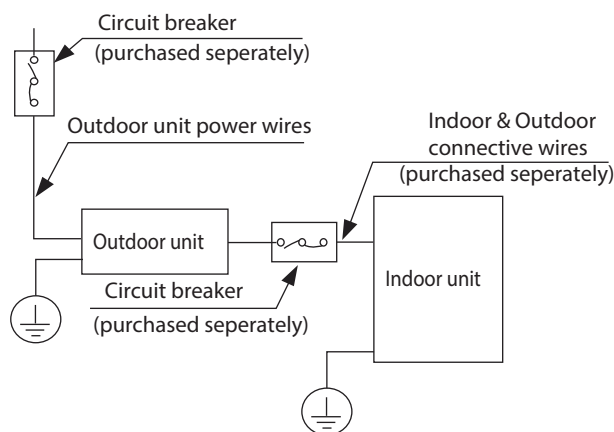 Circuit breaker
(purchased seperately)
Outdoor unit power wires
Indoor & Outdoor
connective wires
(purchased seperately)
Outdoor unit
Circuit breaker
(purchased seperately)
Indoor unit